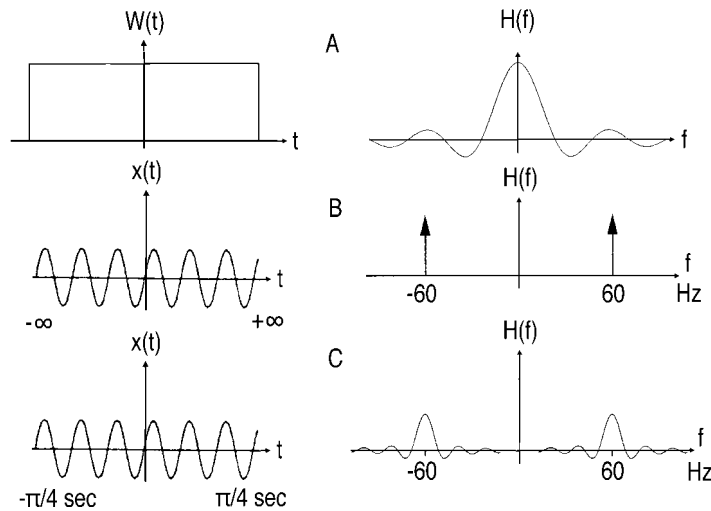 W(t)
A
H(f)
t
f
x(t)
B
H(f)
t
f
-∞
+∞
-60
60
Hz
x(t)
C
H(f)
t
f
-π/4 sec
π/4 sec
-60
60
Hz